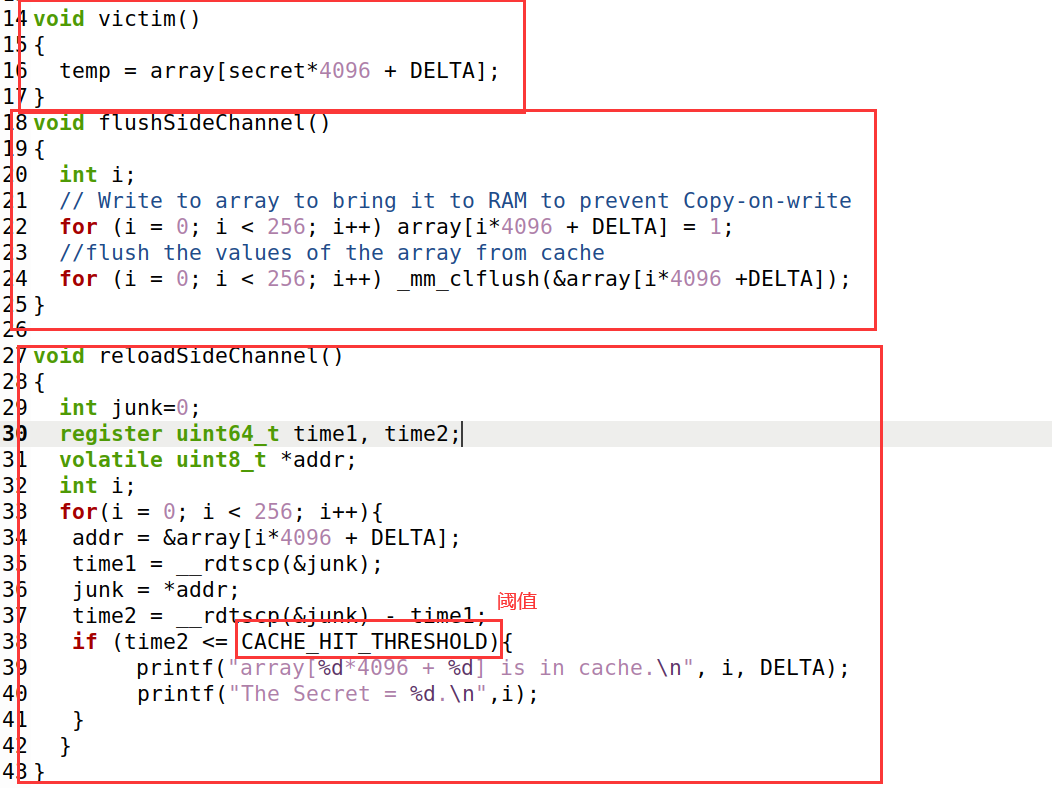 14 void victim()
15 {
16   temp = array[secret*4096 + DELTA];
17 }
18 void flushSideChannel()
19 {
20   int i;
21   // Write to array to bring it to RAM to prevent Copy-on-write
22   for (i = 0; i < 256; i++) array[i*4096 + DELTA] = 1;
23   //flush the values of the array from cache
24   for (i = 0; i < 256; i++) _mm_clflush(&array[i*4096 +DELTA]);
25 }
26
27 void reloadSideChannel()
28 {
29   int junk=0;
30   register uint64_t time1, time2;
31   volatile uint8_t *addr;
32   int i;
33   for(i = 0; i < 256; i++){
34    addr = &array[i*4096 + DELTA];
35    time1 = __rdtscp(&junk);
36    junk = *addr;
37    time2 = __rdtscp(&junk) - time1;
阈值
38    if (time2 <= CACHE_HIT_THRESHOLD){
39         printf("array[%d*4096 + %d] is in cache.\n", i, DELTA);
40         printf("The Secret = %d.\n",i);
41    }
42   }
43 }